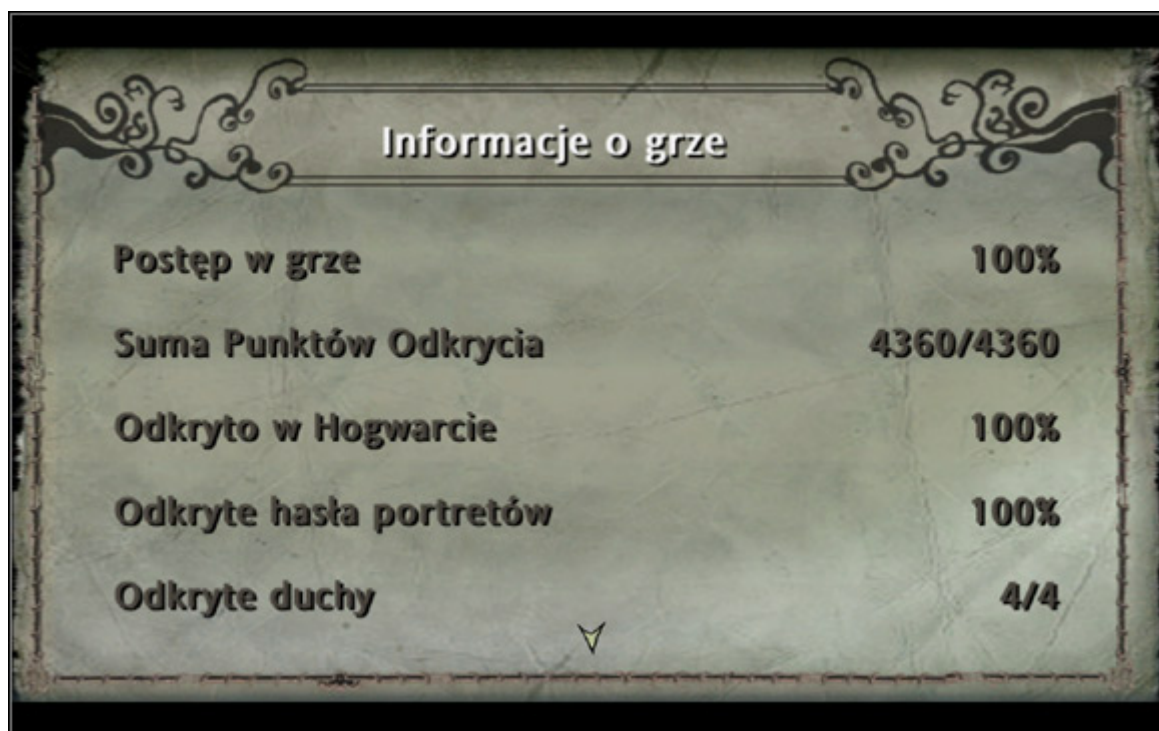 Informacje o grze
Postęp w grze 100%
Suma Punktów Odkrycia 4360/4360
Odkryto w Hogwarcie 100%
Odkryte hasła portretów 100%
Odkryte duchy 4/4